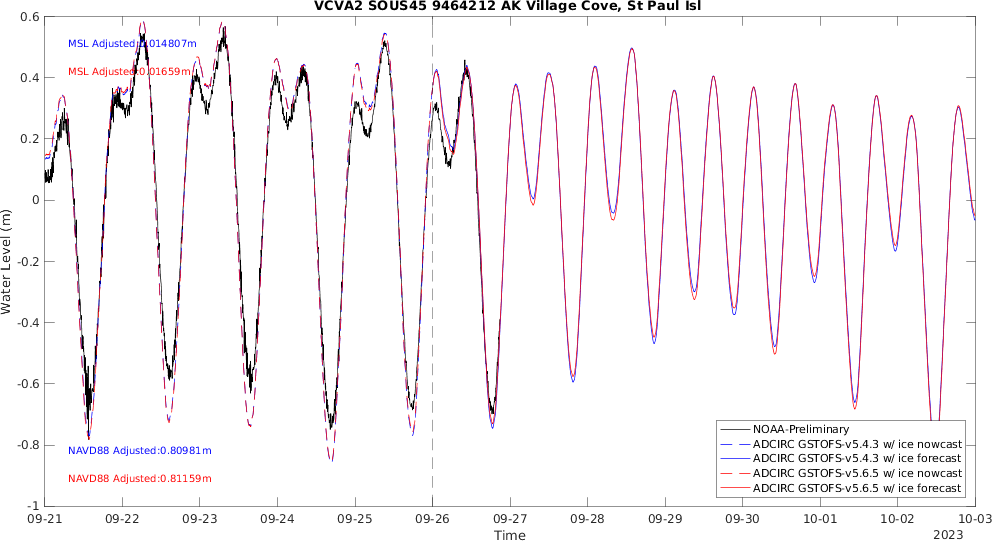 VCVA2 SOUS45 9464212 AK Village Cove, St Paul Isl
0.6
0.4
0.2
0
-0.2
-0.4
-0.6
-0.8
-1
Water Level (m)
MSL Adjusted:0.014807m
MSL Adjusted:0.01659m
NAVD88 Adjusted:0.80981m
NAVD88 Adjusted:0.81159m
NOAA-Preliminary
ADCIRC GSTOFS-v5.4.3 w/ ice nowcast
ADCIRC GSTOFS-v5.4.3 w/ ice forecast
ADCIRC GSTOFS-v5.6.5 w/ ice nowcast
ADCIRC GSTOFS-v5.6.5 w/ ice forecast
09-21 09-22 09-23 09-24 09-25 09-26 09-27 09-28 09-29 09-30 10-01 10-02 10-03
Time
2023